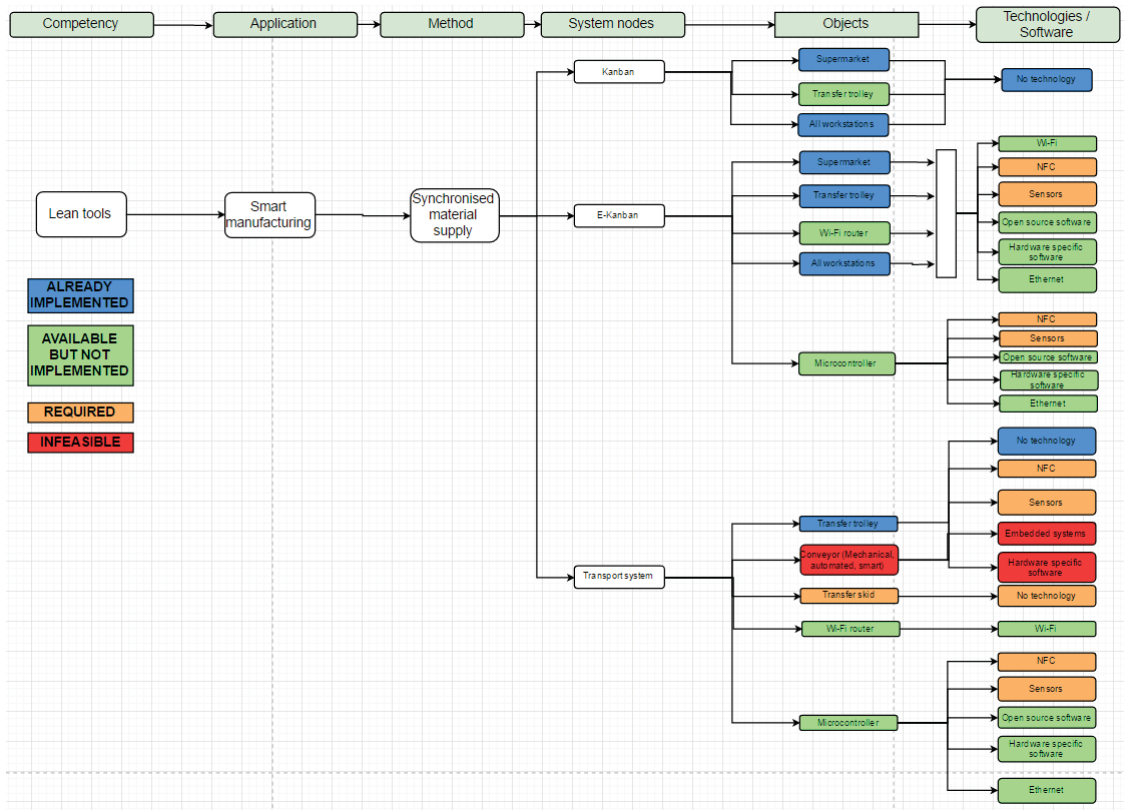 Competency
Application
Method
System nodes
Objects
Technologies /
Software
Lean tools
Smart
manufacturing
Synchronised
material
supply
ALREADY
IMPLEMENTED
AVAILABLE
BUT NOT
IMPLEMENTED
REQUIRED
INFEASIBLE
Kanban
Supermarket
Transfer trolley
All workstations
No technology
E-Kanban
Supermarket
Transfer trolley
Wi-Fi router
All workstations
Wi-Fi
NFC
Sensors
Open source software
Hardware specific
software
Ethernet
Microcontroller
NFC
Sensors
Open source software
Hardware specific
software
Ethernet
Transport system
Transfer trolley
Conveyor (Mechanical,
automated, smart)
No technology
NFC
Sensors
Embedded systems
Hardware specific
software
Transfer skid
No technology
Wi-Fi router
Wi-Fi
Microcontroller
NFC
Sensors
Open source software
Hardware specific
software
Ethernet